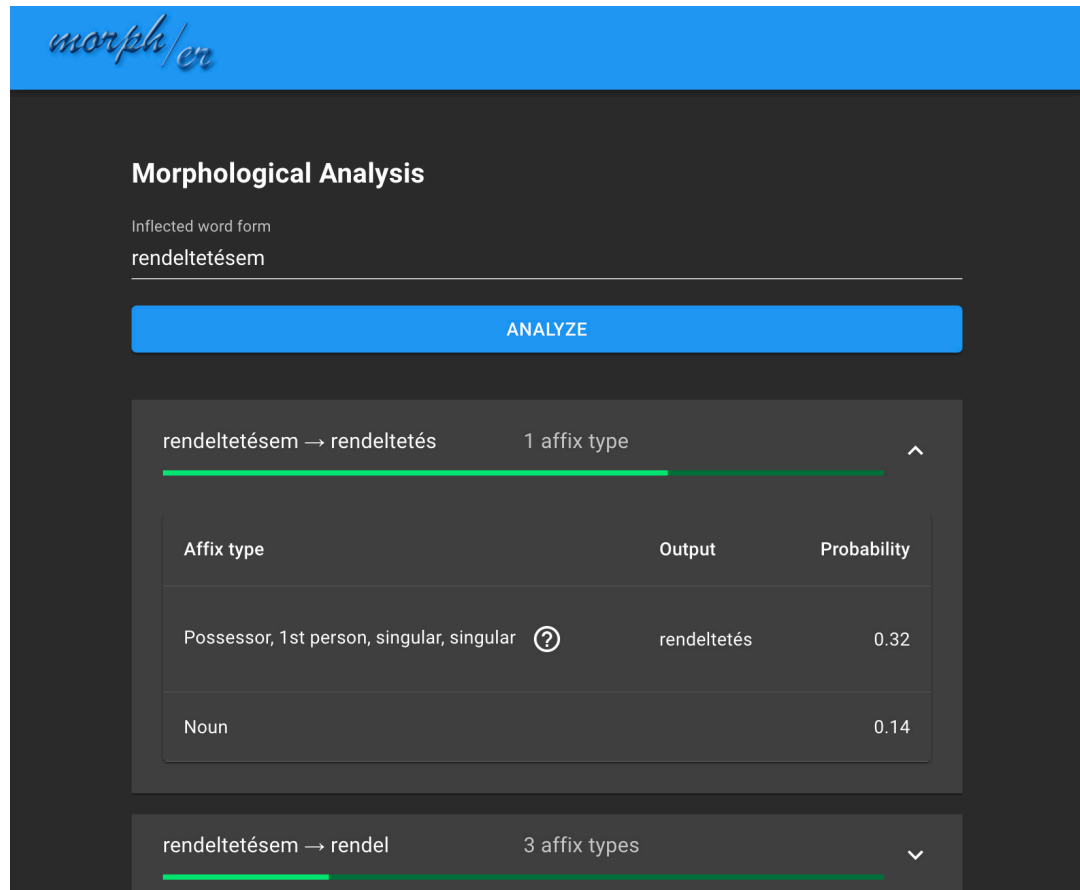 morph/er
Morphological Analysis
Inflected word form
rendeltetésem
ANALYZE
rendeltetésem → rendeltetés 1 affix type
Affix type Output Probability
Possessor, 1st person, singular, singular ? rendeltetés 0.32
Noun 0.14
rendeltetésem → rendel 3 affix types